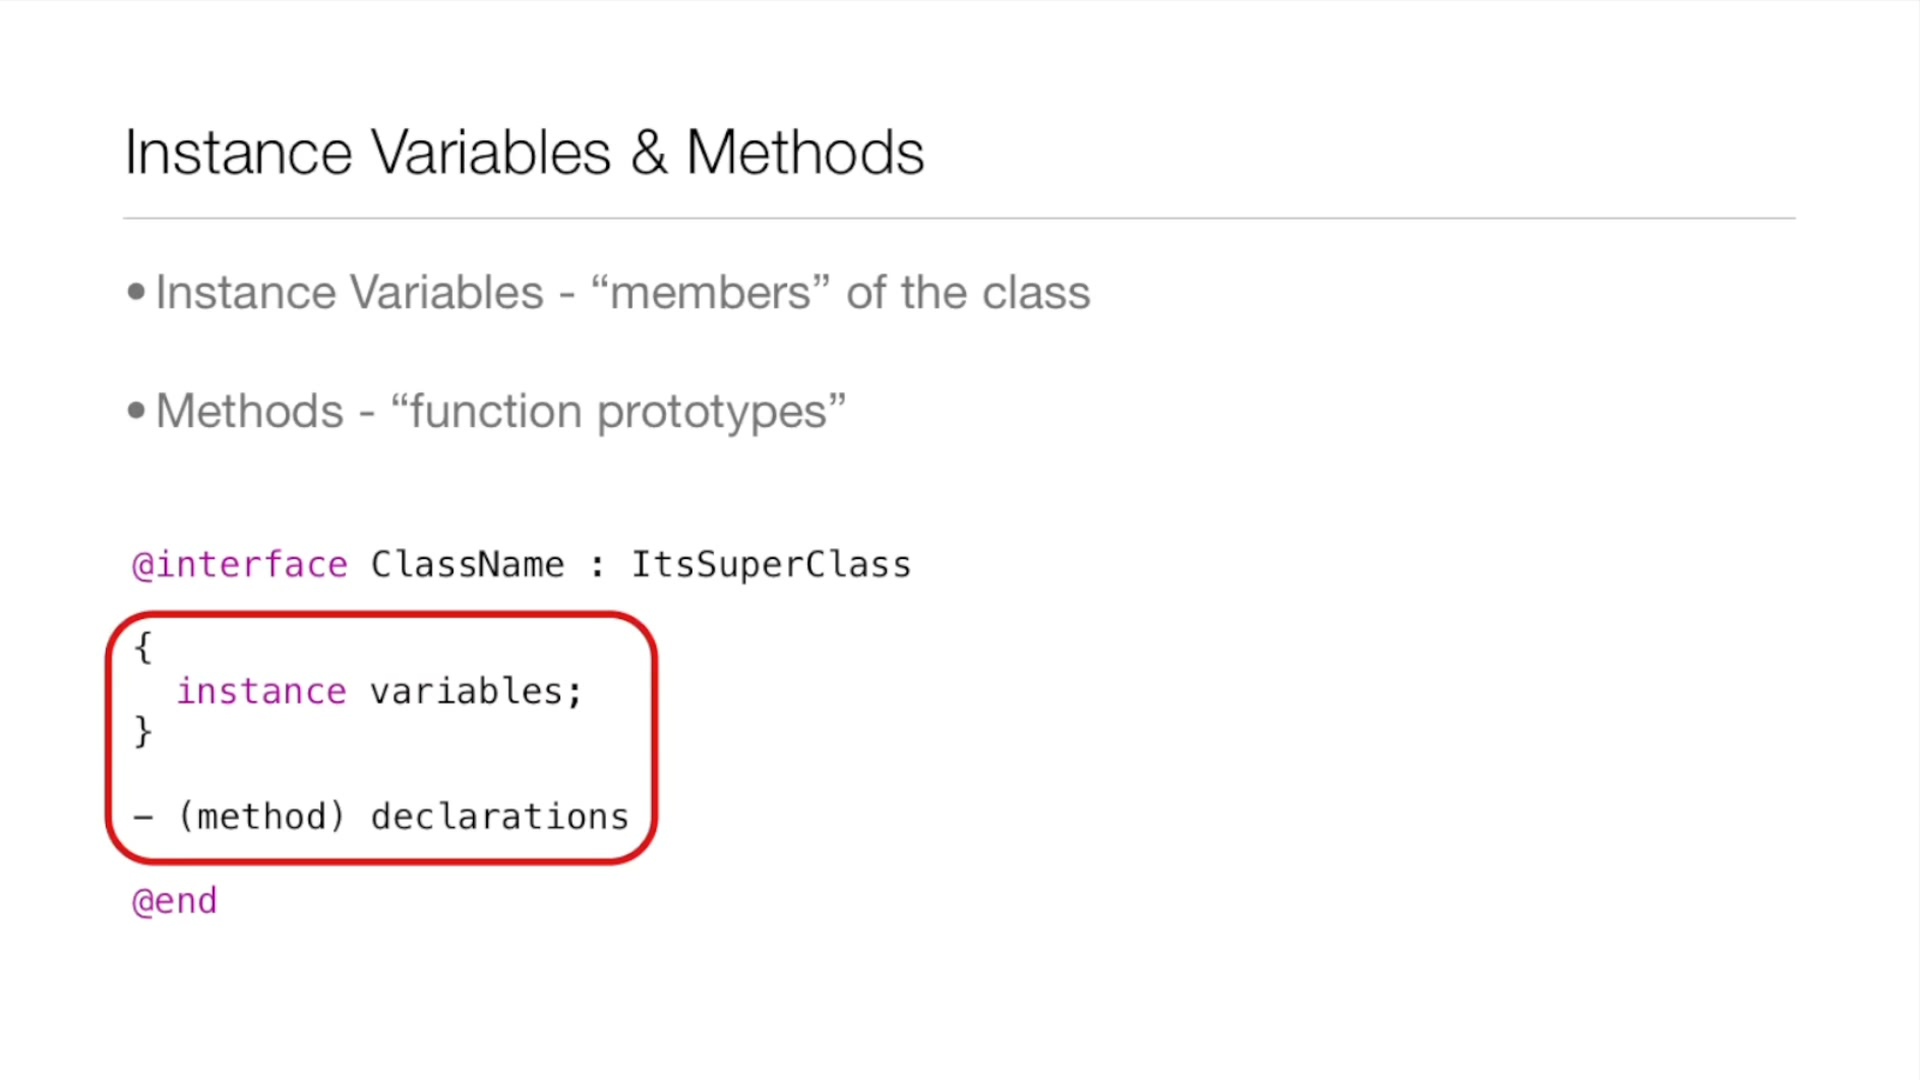 Instance Variables & Methods
•Instance Variables - “members” of the class
•Methods - “function prototypes”
@interface ClassName : ItsSuperClass
{
instance variables;
}
– (method) declarations
@end